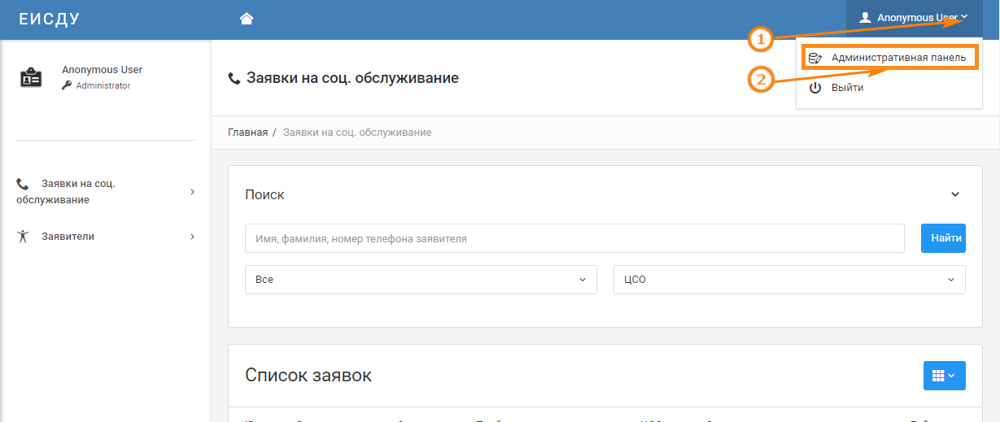 ЕИСДУ
Anonymous User
1
Anonymous User
Administrator
Административная панель
2
Выйти
Заявки на соц. обслуживание
Главная / Заявки на соц. обслуживание
Заявки на соц.
обслуживание
Заявители
Поиск
Имя, фамилия, номер телефона заявителя
Найти
Все
ЦСО
Список заявок